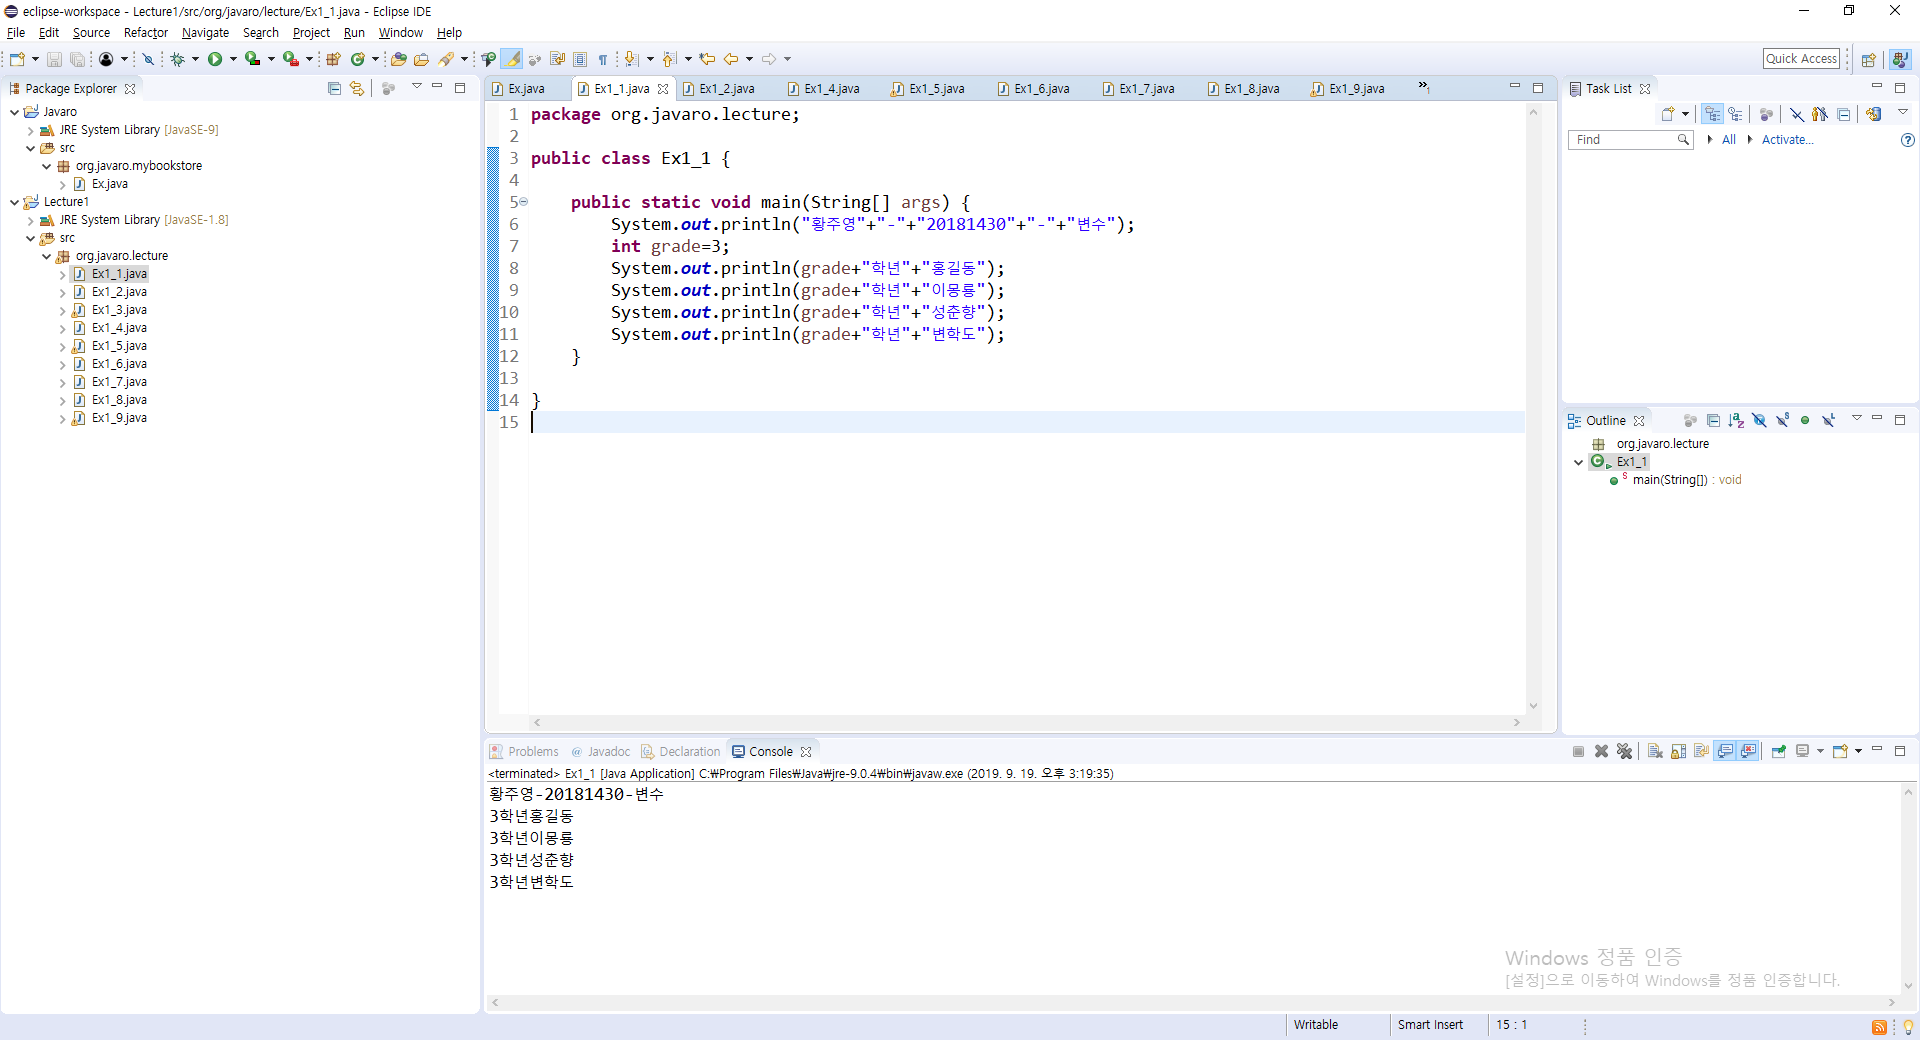 eclipse-workspace - Lecture1/src/org/javaro/lecture/Ex1_1.java - Eclipse IDE
File Edit Source Refactor Navigate Search Project Run Window Help
Quick Access
Package Explorer
Javaro
JRE System Library [JavaSE-9]
src
org.javaro.mybookstore
Ex.java
Lecture1
JRE System Library [JavaSE-1.8]
src
org.javaro.lecture
Ex1_1.java
Ex1_2.java
Ex1_3.java
Ex1_4.java
Ex1_5.java
Ex1_6.java
Ex1_7.java
Ex1_8.java
Ex1_9.java
Ex.java Ex1_1.java Ex1_2.java Ex1_4.java Ex1_5.java Ex1_6.java Ex1_7.java Ex1_8.java Ex1_9.java »1
1 package org.javaro.lecture;
2
3 public class Ex1_1 {
4
5 public static void main(String[] args) {
6 System.out.println("황주영"+"-"+"20181430"+"-"+"변수");
7 int grade=3;
8 System.out.println(grade+"학년"+"홍길동");
9 System.out.println(grade+"학년"+"이몽룡");
10 System.out.println(grade+"학년"+"성춘향");
11 System.out.println(grade+"학년"+"변학도");
12 }
13
14 }
15
Task List
Find All Activate...
Outline
org.javaro.lecture
Ex1_1
main(String[]) : void
Problems @ Javadoc Declaration Console
<terminated> Ex1_1 [Java Application] C:₩Program Files₩Java₩jre-9.0.4₩bin₩javaw.exe (2019. 9. 19. 오후 3:19:35)
황주영-20181430-변수
3학년홍길동
3학년이몽룡
3학년성춘향
3학년변학도
Windows 정품 인증
[설정]으로 이동하여 Windows를 정품 인증합니다.
Writable Smart Insert 15 : 1